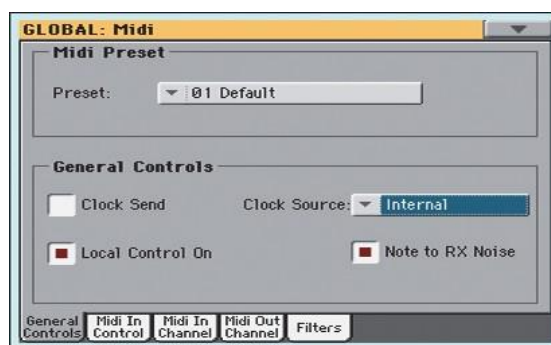 GLOBAL: Midi
Midi Preset
Preset: 01 Default
General Controls
Clock Send Clock Source: Internal
Local Control On Note to RX Noise
General Controls Midi In Control Midi In Channel Midi Out Channel Filters